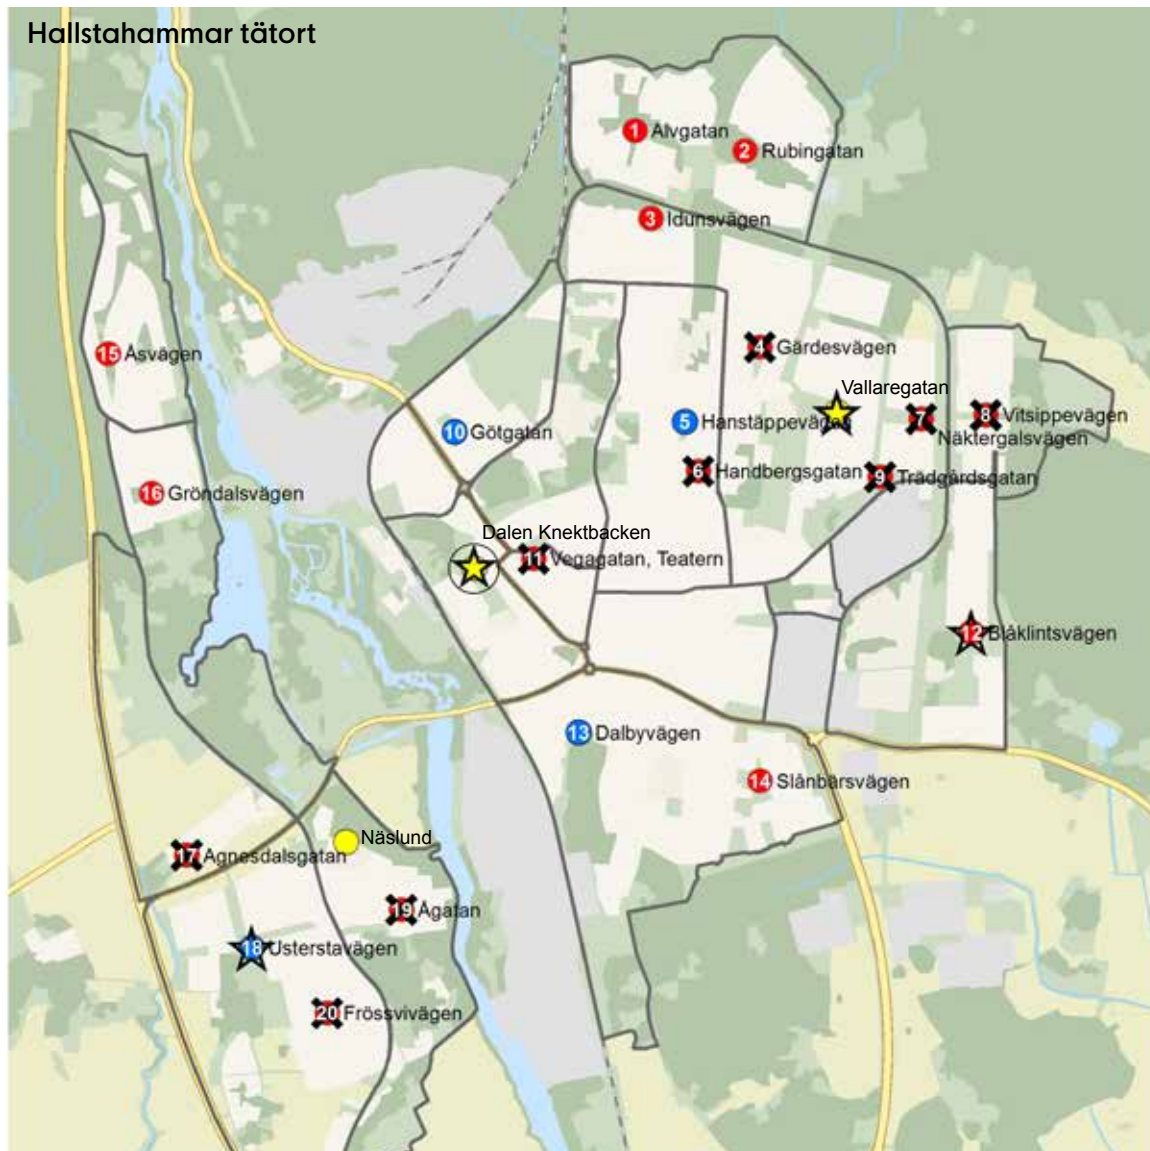 Hallstahammar tätort
1 Älvgatan
2 Rubingatan
3 Idunsvägen
4 Gärdesvägen
15 Åsvägen
Vallaregatan
10 Götgatan
5 Hanstäppevägen
7
8 Vitsippevägen
Näktergalsvägen
6 Handbergsgatan
9 Trädgårdsgatan
16 Gröndalsvägen
Dalen Knektbacken
11 Vegagatan, Teatern
12 Blåklintsvägen
13 Dalbyvägen
14 Slånbärsvägen
Näslund
17 Agnesdalsgatan
19 Ågatan
18 Usterstavägen
20 Frössvivägen